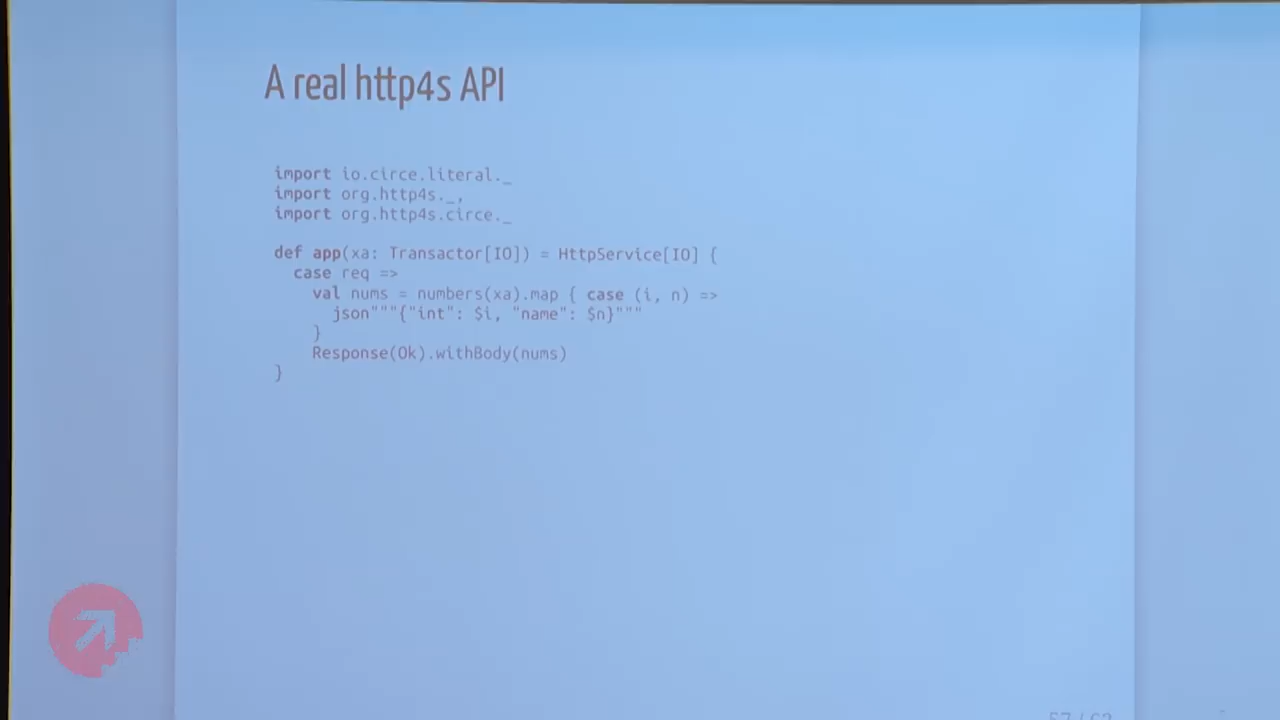 A real http4s API
import io.circe.literal._
import org.http4s._,
import org.http4s.circe._
def app(xa: Transactor[IO]) = HttpService[IO] {
case req =>
val nums = numbers(xa).map { case (i, n) =>
json"""{"int": $i, "name": $n}"""
}
Response(Ok).withBody(nums)
}